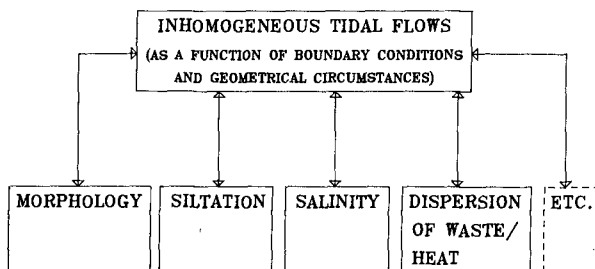 INHOMOGENEOUS TIDAL FLOWS
(AS A FUNCTION OF BOUNDARY CONDITIONS
AND GEOMETRICAL CIRCUMSTANCES)
MORPHOLOGY
SILTATION
SALINITY
DISPERSION
OF WASTE/
HEAT
ETC.